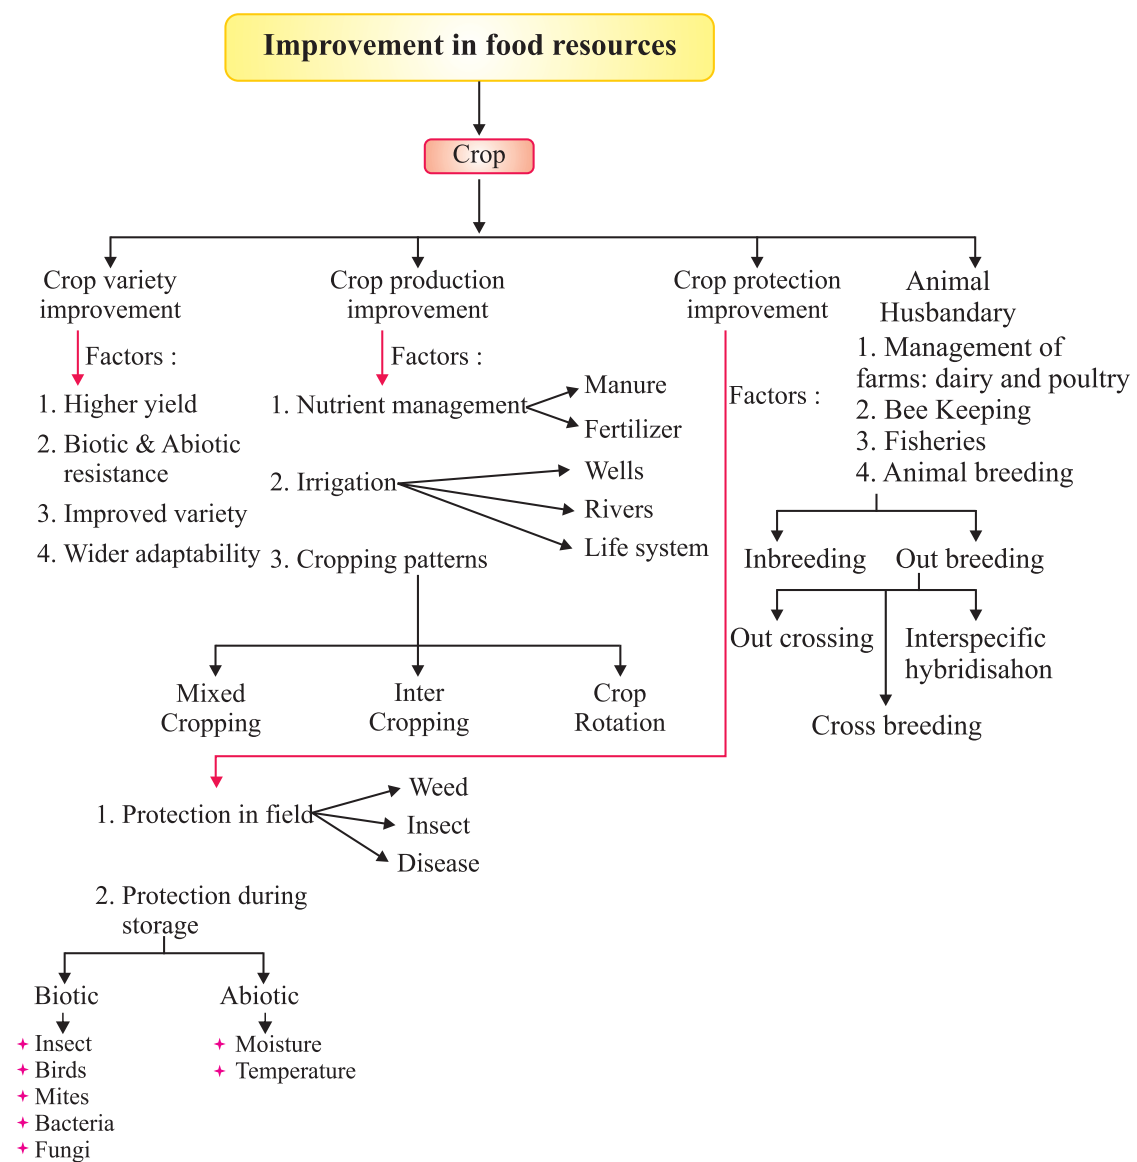 Improvement in food resources
Crop
Crop variety
improvement
Factors :
1. Higher yield
2. Biotic & Abiotic
resistance
3. Improved variety
4. Wider adaptability
Crop production
improvement
Factors :
1. Nutrient management
Manure
Fertilizer
2. Irrigation
Wells
Rivers
Life system
3. Cropping patterns
Mixed
Cropping
Inter
Cropping
Crop
Rotation
Crop protection
improvement
Factors :
1. Protection in field
Weed
Insect
Disease
2. Protection during
storage
Biotic
Insect
Birds
Mites
Bacteria
Fungi
Abiotic
Moisture
Temperature
Animal
Husbandary
1. Management of
farms: dairy and poultry
2. Bee Keeping
3. Fisheries
4. Animal breeding
Inbreeding
Out breeding
Out crossing
Interspecific
hybridisahon
Cross breeding